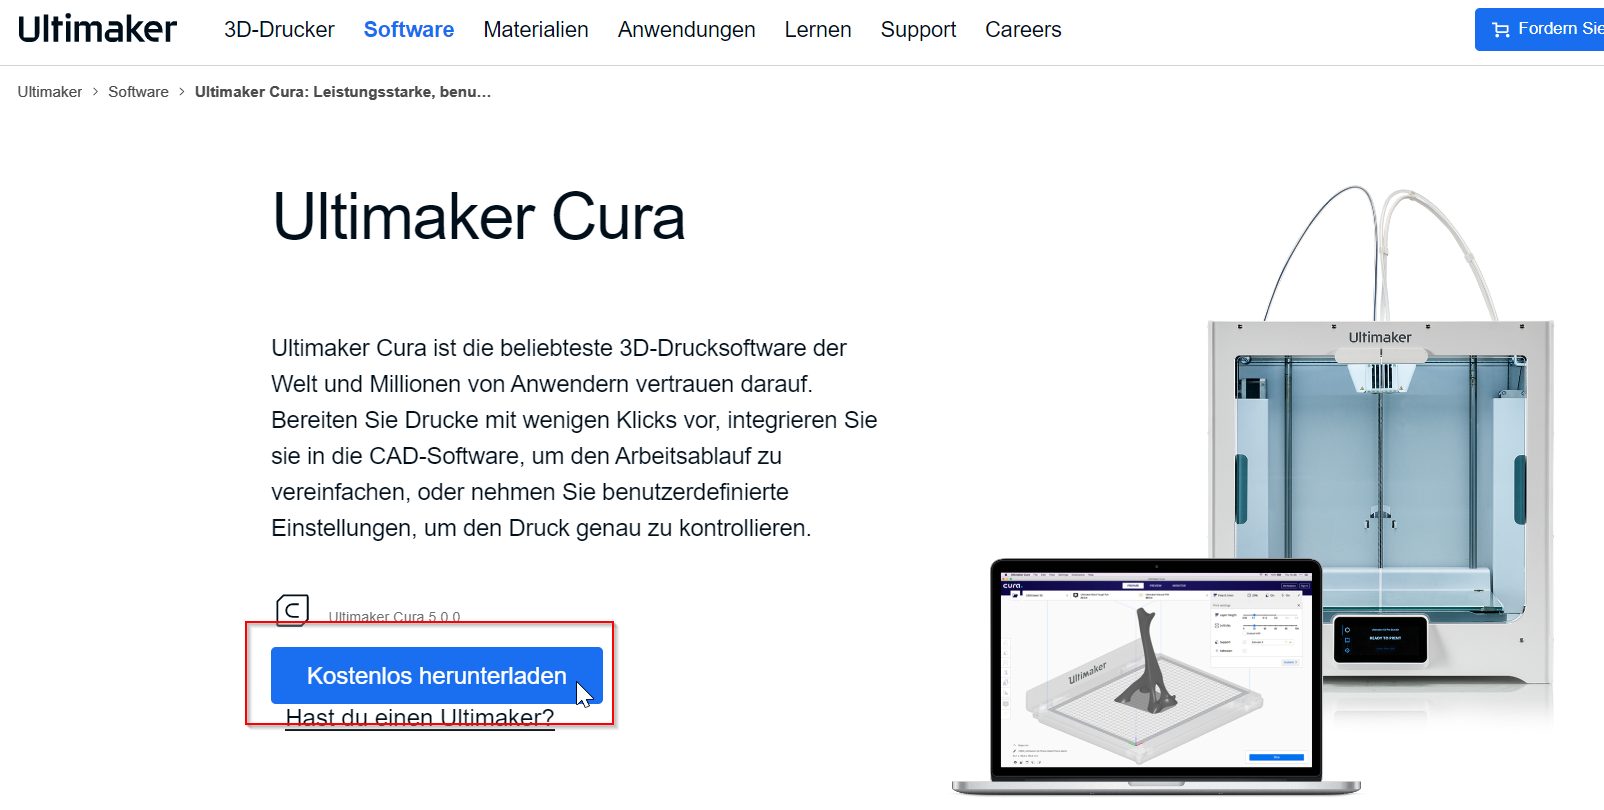 Ultimaker 3D-Drucker Software Materialien Anwendungen Lernen Support Careers Fordern Sie
Ultimaker > Software > Ultimaker Cura: Leistungsstarke, benu...
Ultimaker Cura
Ultimaker Cura ist die beliebteste 3D-Drucksoftware der
Welt und Millionen von Anwendern vertrauen darauf.
Bereiten Sie Drucke mit wenigen Klicks vor, integrieren Sie
sie in die CAD-Software, um den Arbeitsablauf zu
vereinfachen, oder nehmen Sie benutzerdefinierte
Einstellungen, um den Druck genau zu kontrollieren.
Ultimaker Cura 5.0.0
Kostenlos herunterladen
Hast du einen Ultimaker?
Ultimaker
READY TO PRINT
cura
Ultimaker